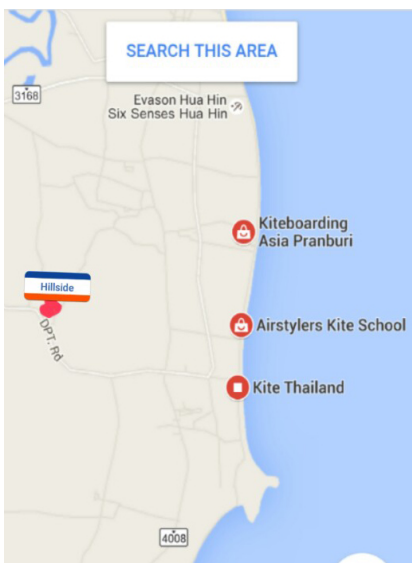 SEARCH THIS AREA
3168
Evason Hua Hin
Six Senses Hua Hin
Kiteboarding
Asia Pranburi
Hillside
DPT. Rd
Airstylers Kite School
Kite Thailand
4008